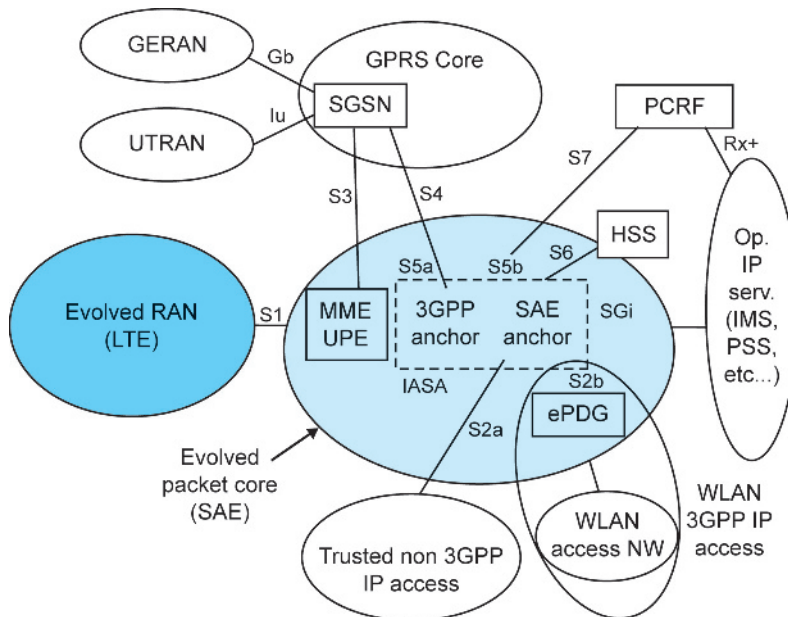 GERAN
Gb
GPRS Core
SGSN
PCRF
Iu
UTRAN
S7
Rx+
S3
S4
HSS
S6
Op.
IP
serv.
(IMS,
PSS,
etc...)
S5a
S5b
Evolved RAN
(LTE)
S1
MME
UPE
3GPP
anchor
SAE
anchor
SGi
IASA
S2b
ePDG
S2a
Evolved
packet core
(SAE)
WLAN
3GPP IP
access
WLAN
access NW
Trusted non 3GPP
IP access